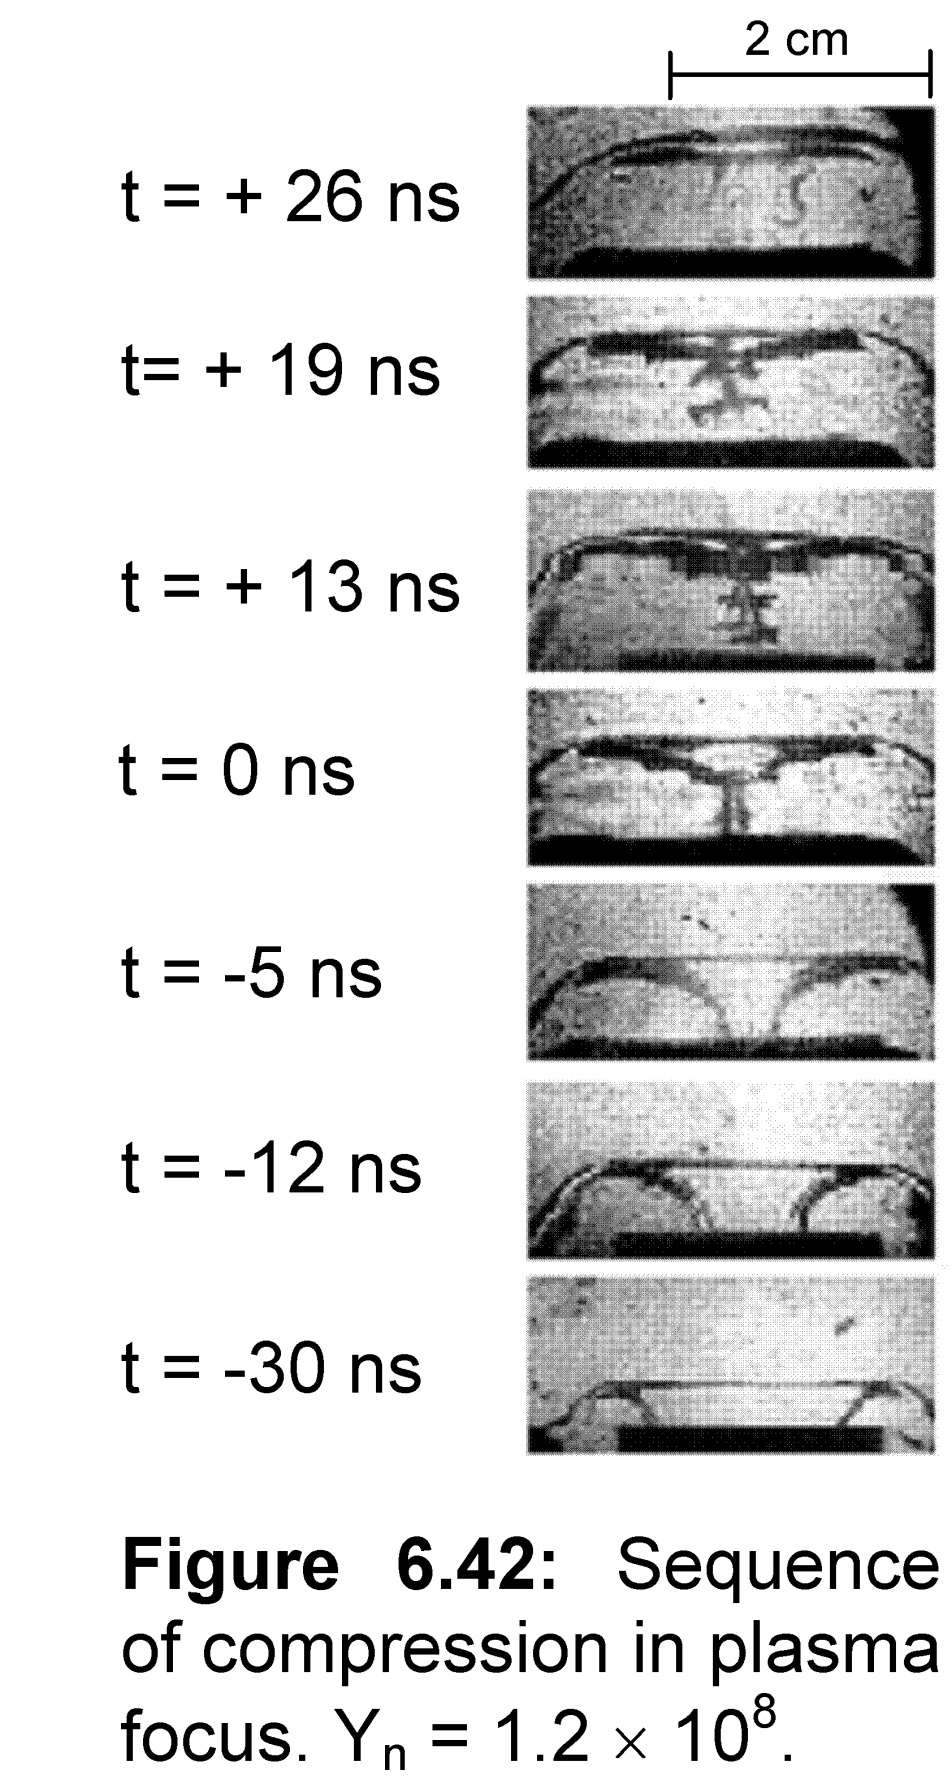 2 cm
t = + 26 ns
t= + 19 ns
t = + 13 ns
t = 0 ns
t = -5 ns
t = -12 ns
t = -30 ns
Figure 6.42: Sequence
of compression in plasma
focus. Yₙ = 1.2 × 10⁸.